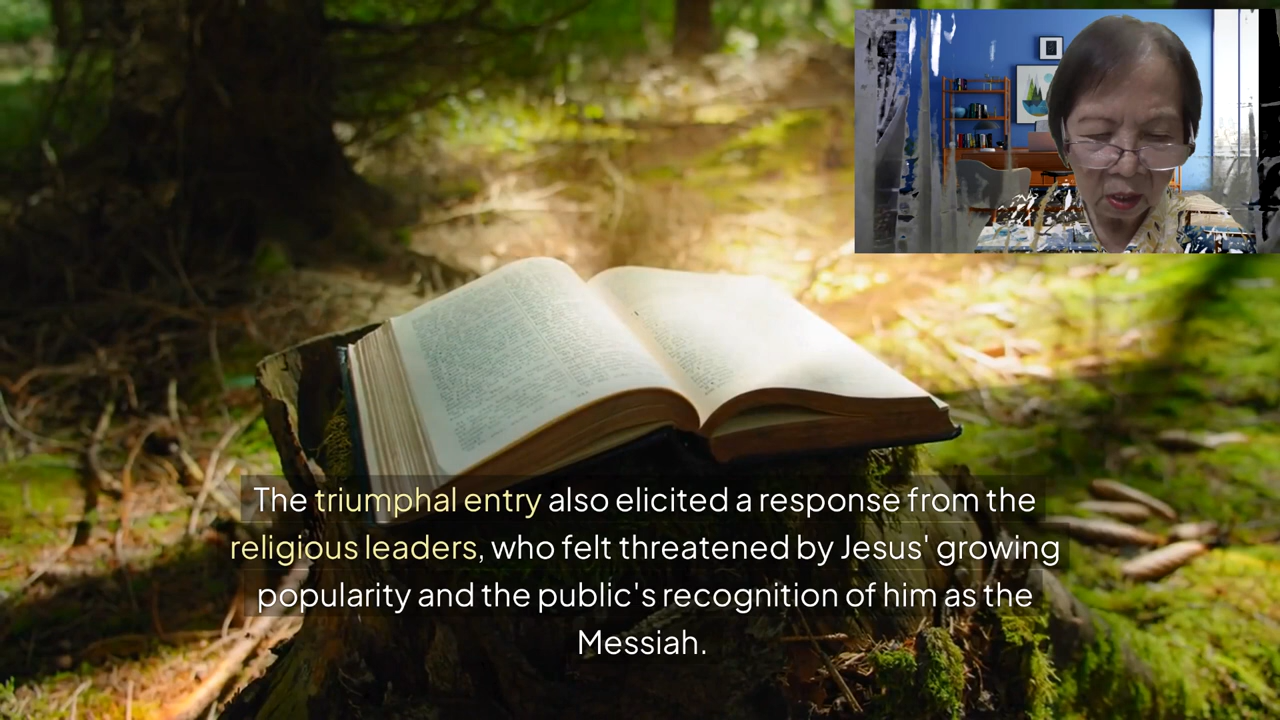 The triumphal entry also elicited a response from the
religious leaders, who felt threatened by Jesus' growing
popularity and the public's recognition of him as the
Messiah.